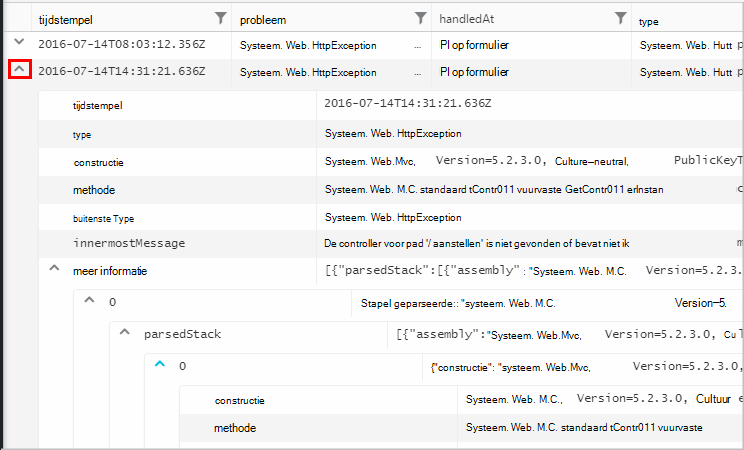 tijdstempel probleem handledAt type
2016-07-14T08:03:12.356Z Systeem. Web. HttpException ... Pl op formulier Systeem. Web. Hutt
2016-07-14T14:31:21.636Z Systeem. Web. HttpException ... Pl op formulier Systeem. Web. Hutt
tijdstempel 2016-07-14T14:31:21.636Z
type Systeem. Web. HttpException
constructie Systeem. Web.Mvc, Version=5.2.3.0, Culture–neutral, PublicKeyT
methode Systeem. Web. M.C. standaard tContr011 vuurvaste GetContr011 erlnstan
buitenste Type Systeem. Web. HttpException
innermostMessage De controller voor pad '/ aanstellen' is niet gevonden of bevat niet ik
meer informatie [{"parsedStack":[{"assembly" : "Systeem. Web. M.C. Version=5.2.3.
0 Stapel geparseerde:: "systeem. Web. M.C. Version–5.
parsedStack [{"assembly":"Systeem. Web.Mvc, Version=5.2.3.0, Cu
0 {"constructie": "systeem. Web.Mvc, Version=5.2.3.0,
constructie Systeem. Web. M.C., Version=5.2.3.0, Cultuur e
methode Systeem. Web. M.C. standaard tContr011 vuurvaste